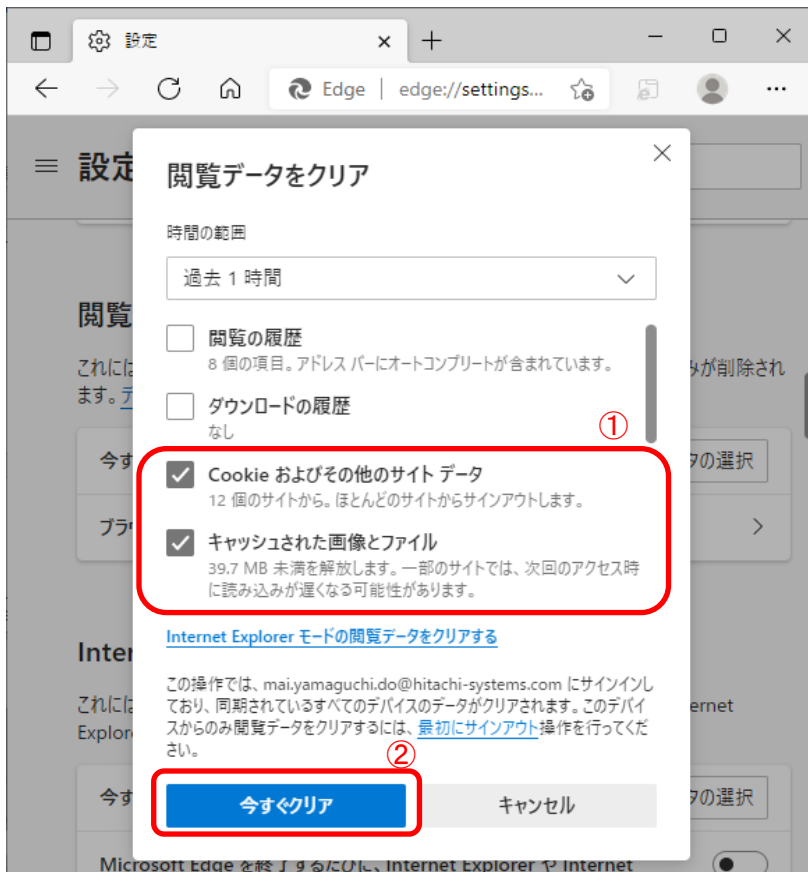 設定
Edge | edge://settings...
設定
閲覧データをクリア
時間の範囲
過去 1 時間
閲覧
閲覧の履歴
8 個の項目。アドレス バーにオートコンプリートが含まれています。
これには
みが削除され
ます。デ
ダウンロードの履歴
なし
①
今す
タの選択
Cookie およびその他のサイト データ
12 個のサイトから。ほとんどのサイトからサインアウトします。
ブラウ
キャッシュされた画像とファイル
39.7 MB 未満を解放します。一部のサイトでは、次回のアクセス時
に読み込みが遅くなる可能性があります。
Internet Explorer モードの閲覧データをクリアする
Inter
この操作では、mai.yamaguchi.do@hitachi-systems.com にサインインし
ており、同期されているすべてのデバイスのデータがクリアされます。このデバイ
スからのみ閲覧データをクリアするには、最初にサインアウト操作を行ってくだ
さい。
これには
ernet
Explor
②
今す
タの選択
今すぐクリア
キャンセル
Microsoft Edge を終了するたびに、Internet Explorer や Internet